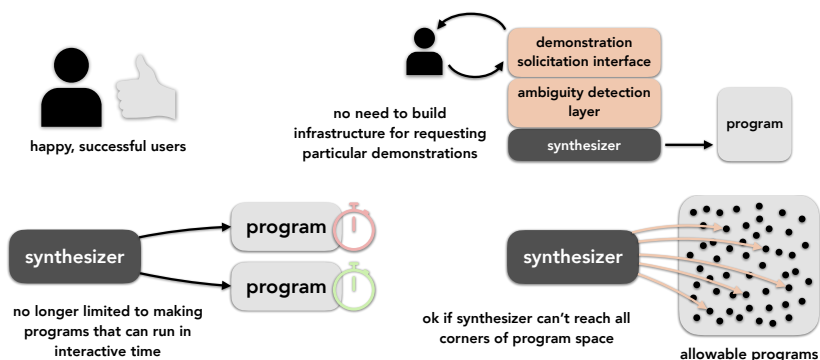 happy, successful users
no need to build
infrastructure for requesting
particular demonstrations
demonstration
solicitation interface
ambiguity detection
layer
synthesizer
program
synthesizer
program
program
no longer limited to making
programs that can run in
interactive time
synthesizer
ok if synthesizer can't reach all
corners of program space
allowable programs